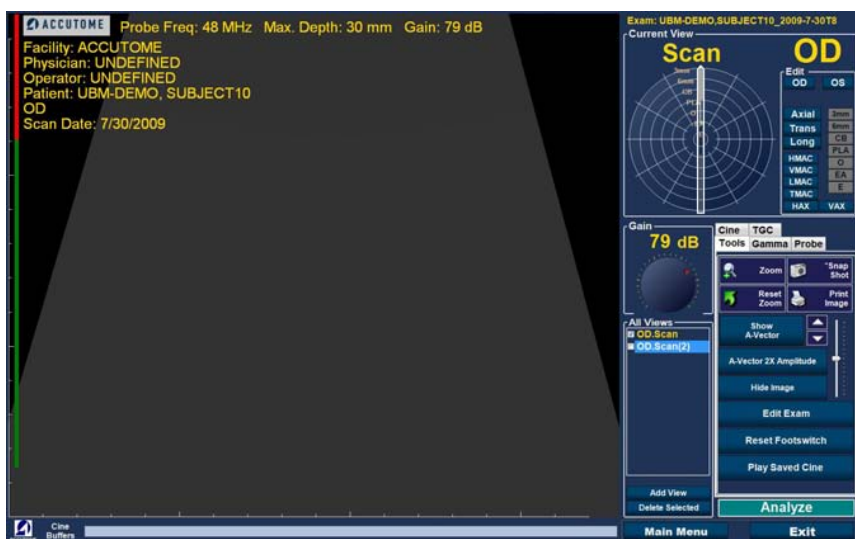 ACCUTOME Probe Freq: 48 MHz Max. Depth: 30 mm Gain: 79 dB
Facility: ACCUTOME
Physician: UNDEFINED
Operator: UNDEFINED
Patient: UBM-DEMO, SUBJECT10
OD
Scan Date: 7/30/2009
Exam: UBM-DEMO,SUBJECT10_2009-7-30T8
Current View
Scan OD
3mm
6mm
CB
PLA
O
Edit
OD OS
Axial 3mm
Trans 6mm
Long CB
PLA
HMAC O
VMAC EA
LMAC E
TMAC
HAX VAX
Gain
79 dB
Cine TGC
Tools Gamma Probe
Zoom "Snap Shot
Reset Zoom Print Image
Show
A-Vector
A-Vector 2X Amplitude
Hide Image
Edit Exam
Reset Footswitch
Play Saved Cine
All Views
OD.Scan
OD.Scan(2)
Add View
Delete Selected
Analyze
Cine
Buffers
Main Menu Exit